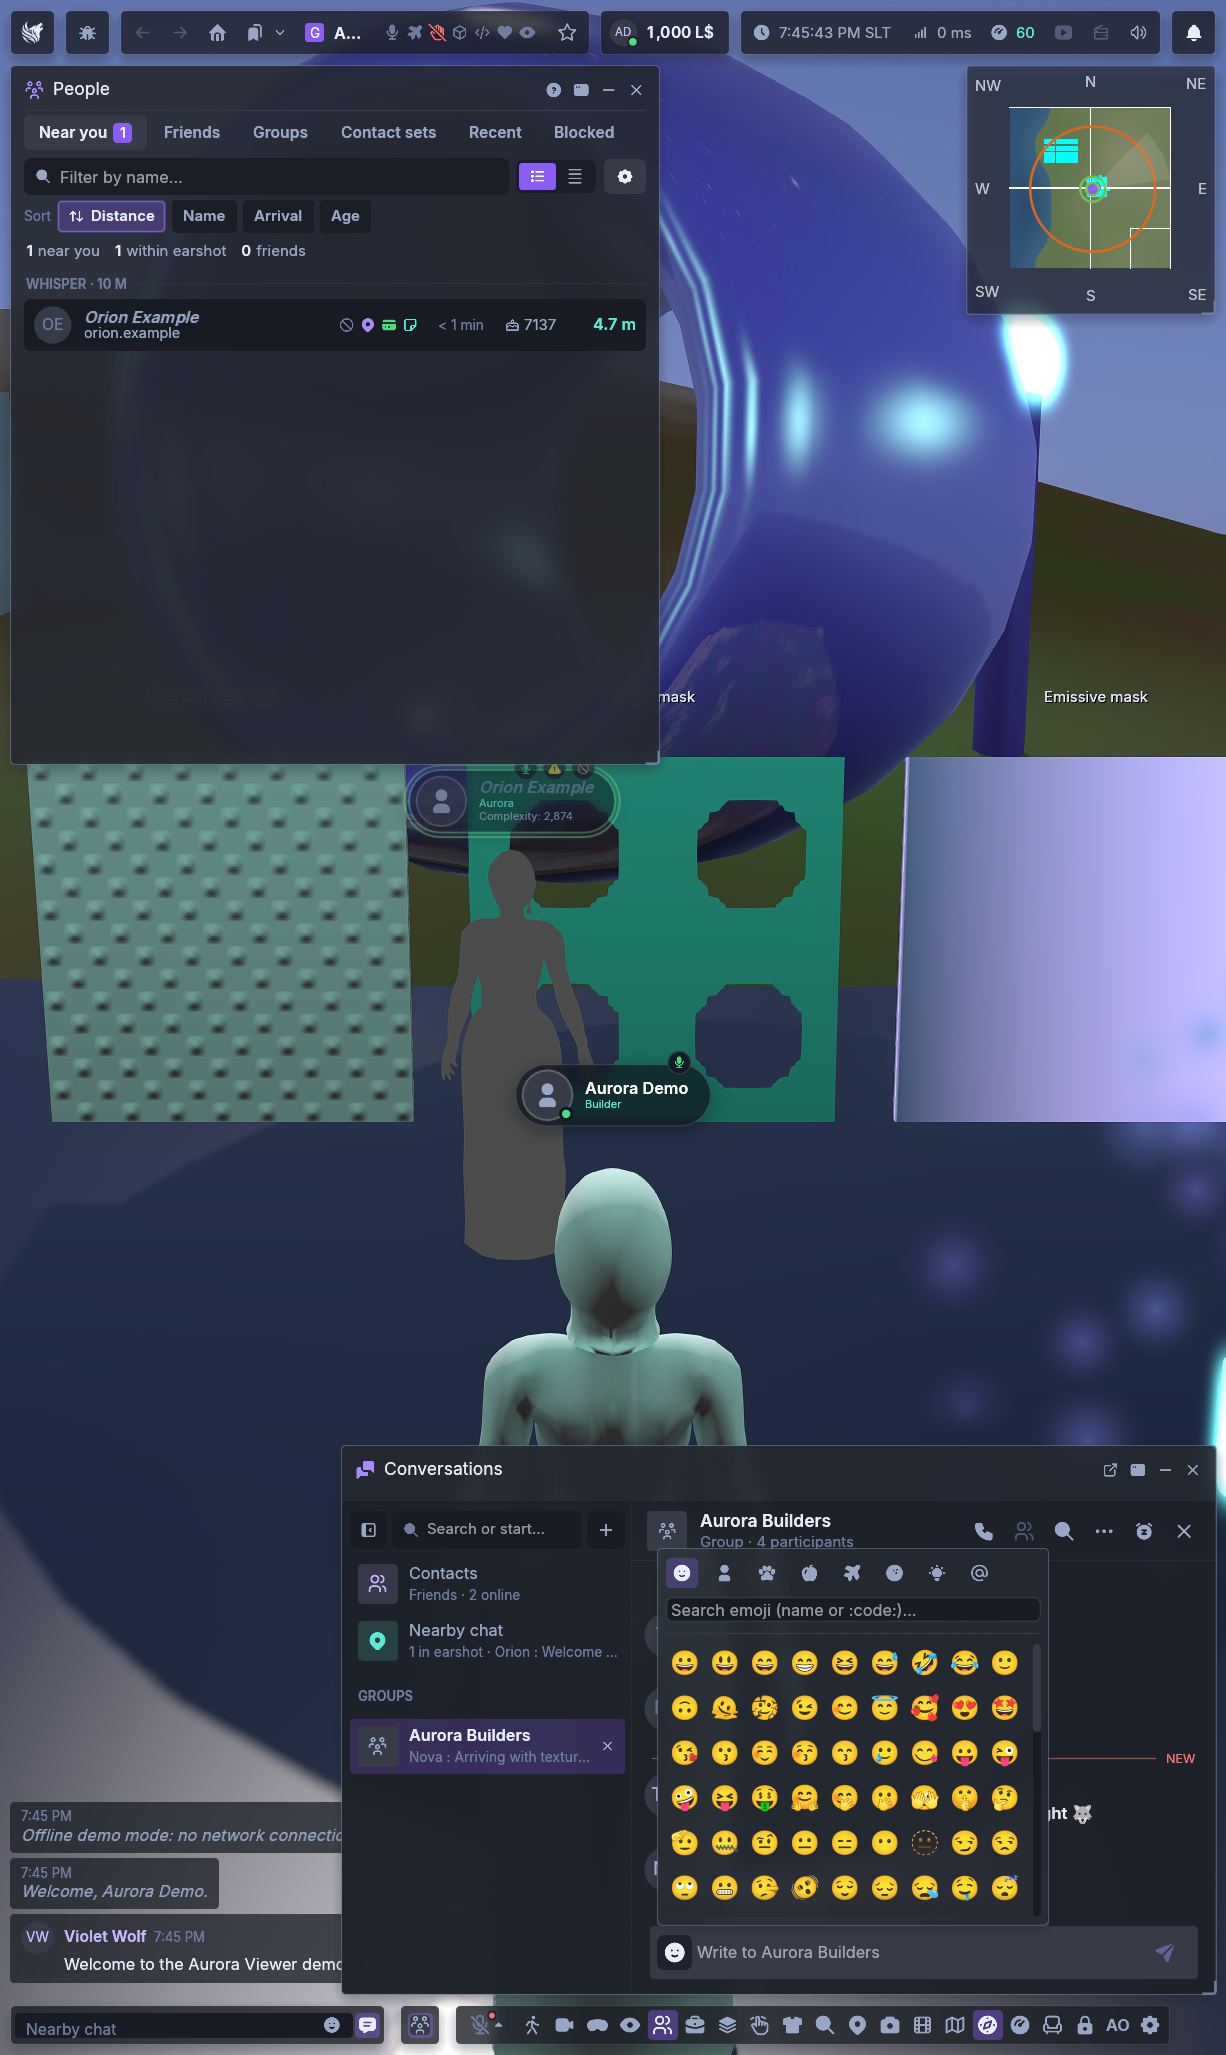 G A... AD 1,000 L$ 7:45:43 PM SLT 0 ms 60
People
Near you 1 Friends Groups Contact sets Recent Blocked
Filter by name...
Sort Distance Name Arrival Age
1 near you 1 within earshot 0 friends
WHISPER · 10 M
OE Orion Example < 1 min 7137 4.7 m
orion.example
NW N NE
W E
SW S SE
mask
Emissive mask
Orion Example
Aurora
Complexity: 2,874
Aurora Demo
Builder
Conversations
Search or start...
Aurora Builders
Group · 4 participants
Contacts
Friends · 2 online
Nearby chat
1 in earshot · Orion : Welcome ...
GROUPS
Aurora Builders
Nova : Arriving with textur...
Search emoji (name or :code:)...
NEW
ght
Write to Aurora Builders
7:45 PM
Offline demo mode: no network connectio
7:45 PM
Welcome, Aurora Demo.
VW Violet Wolf 7:45 PM
Welcome to the Aurora Viewer demo
Nearby chat
AO